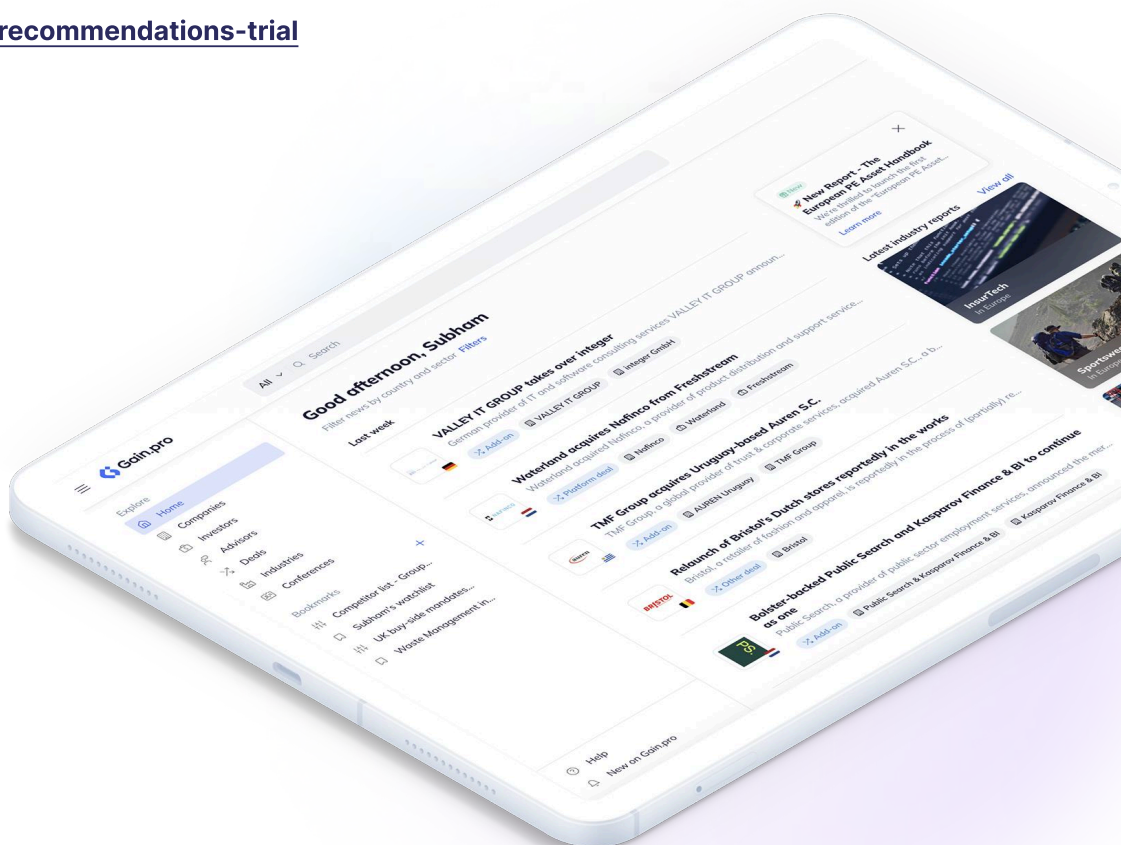 recommendations-trial
Gain.pro
Explore
Home
Companies
Investors
Advisors
Deals
Industries
Conferences
Bookmarks
Competitor list - Group...
Subham's watchlist
UK buy-side mandates...
Waste Management in...
Help
New on Gain.pro
All
Search
Good afternoon, Subham
Filter news by country and sector Filters
Last week
VALLEY IT GROUP takes over integer
German provider of IT and software consulting services VALLEY IT GROUP announ...
Add-on VALLEY IT GROUP integer GmbH
Waterland acquires Nafinco from Freshstream
Waterland acquired Nafinco, a provider of product distribution and support service...
Platform deal Nafinco Waterland Freshstream
TMF Group acquires Uruguay-based Auren S.C.
TMF Group, a global provider of trust & corporate services, acquired Auren S.C., a b...
Add-on AUREN Uruguay TMF Group
Relaunch of Bristol's Dutch stores reportedly in the works
Bristol, a retailer of fashion and apparel, is reportedly in the process of (partially) re...
BRISTOL
Other deal Bristol
Bolster-backed Public Search and Kasparov Finance & BI to continue
as one
Public Search, a provider of public sector employment services, announced the mer...
Add-on Public Search & Kasparov Finance & BI Kasparov Finance & BI
New
New Report - The
European PE Asset Handbook
We're thrilled to launch the first
edition of the "European PE Asset...
Learn more
Latest industry reports
View all
InsurTech
In Europe
Sportswe
In Europe